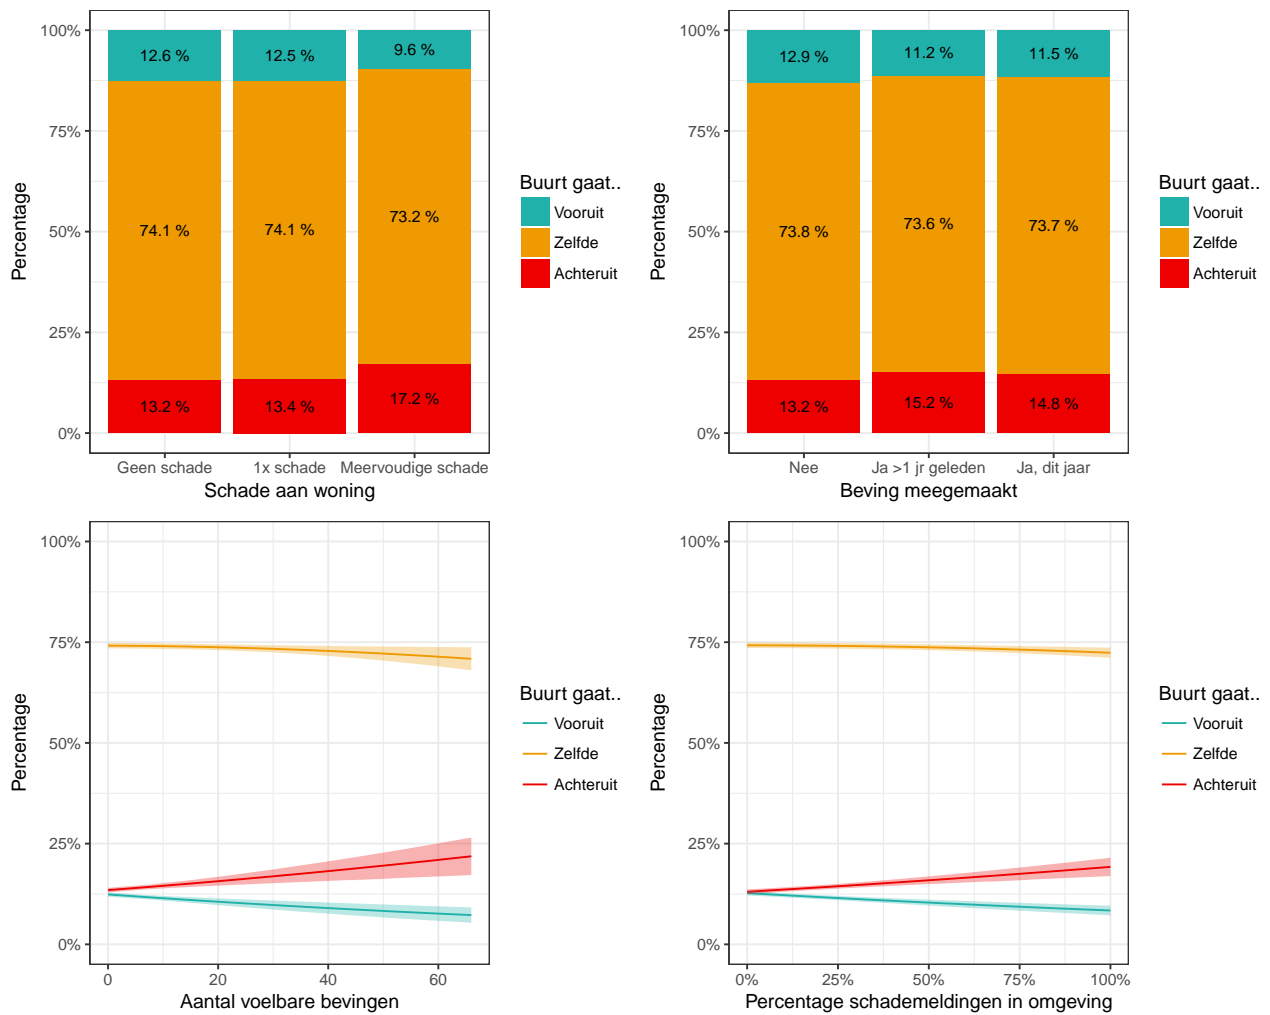 100%
75%
50%
25%
0%
Percentage
12.6 %
12.5 %
9.6 %
74.1 %
74.1 %
73.2 %
13.2 %
13.4 %
17.2 %
Geen schade
1x schade
Meervoudige schade
Schade aan woning
Buurt gaat..
Vooruit
Zelfde
Achteruit
100%
75%
50%
25%
0%
Percentage
12.9 %
11.2 %
11.5 %
73.8 %
73.6 %
73.7 %
13.2 %
15.2 %
14.8 %
Nee
Ja >1 jr geleden
Ja, dit jaar
Beving meegemaakt
Buurt gaat..
Vooruit
Zelfde
Achteruit
100%
75%
50%
25%
0%
Percentage
0
20
40
60
Aantal voelbare bevingen
Buurt gaat..
Vooruit
Zelfde
Achteruit
100%
75%
50%
25%
0%
Percentage
0%
25%
50%
75%
100%
Percentage schademeldingen in omgeving
Buurt gaat..
Vooruit
Zelfde
Achteruit